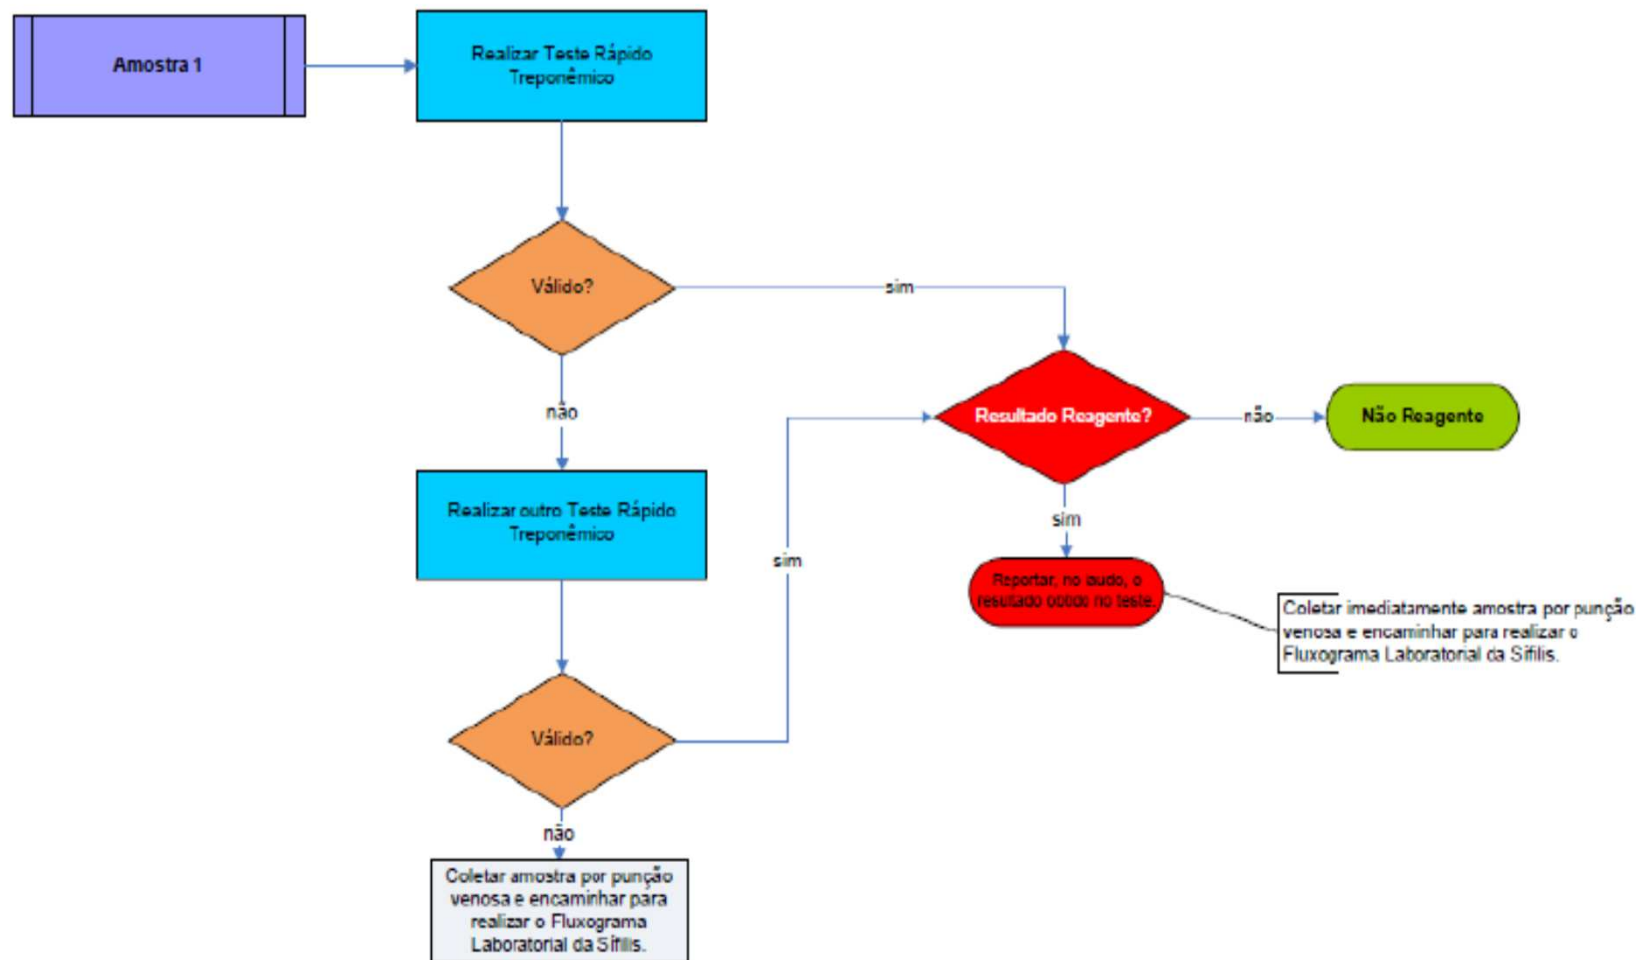 Amostra 1
Realizar Teste Rápido
Treponêmico
Válido?
sim
não
Resultado Reagente?
não
Não Reagente
sim
Reportar, no laudo, o
resultado obtido no teste.
Coletar imediatamente amostra por punção
venosa e encaminhar para realizar o
Fluxograma Laboratorial da Sífilis.
Realizar outro Teste Rápido
Treponêmico
sim
Válido?
não
Coletar amostra por punção
venosa e encaminhar para
realizar o Fluxograma
Laboratorial da Sífilis.